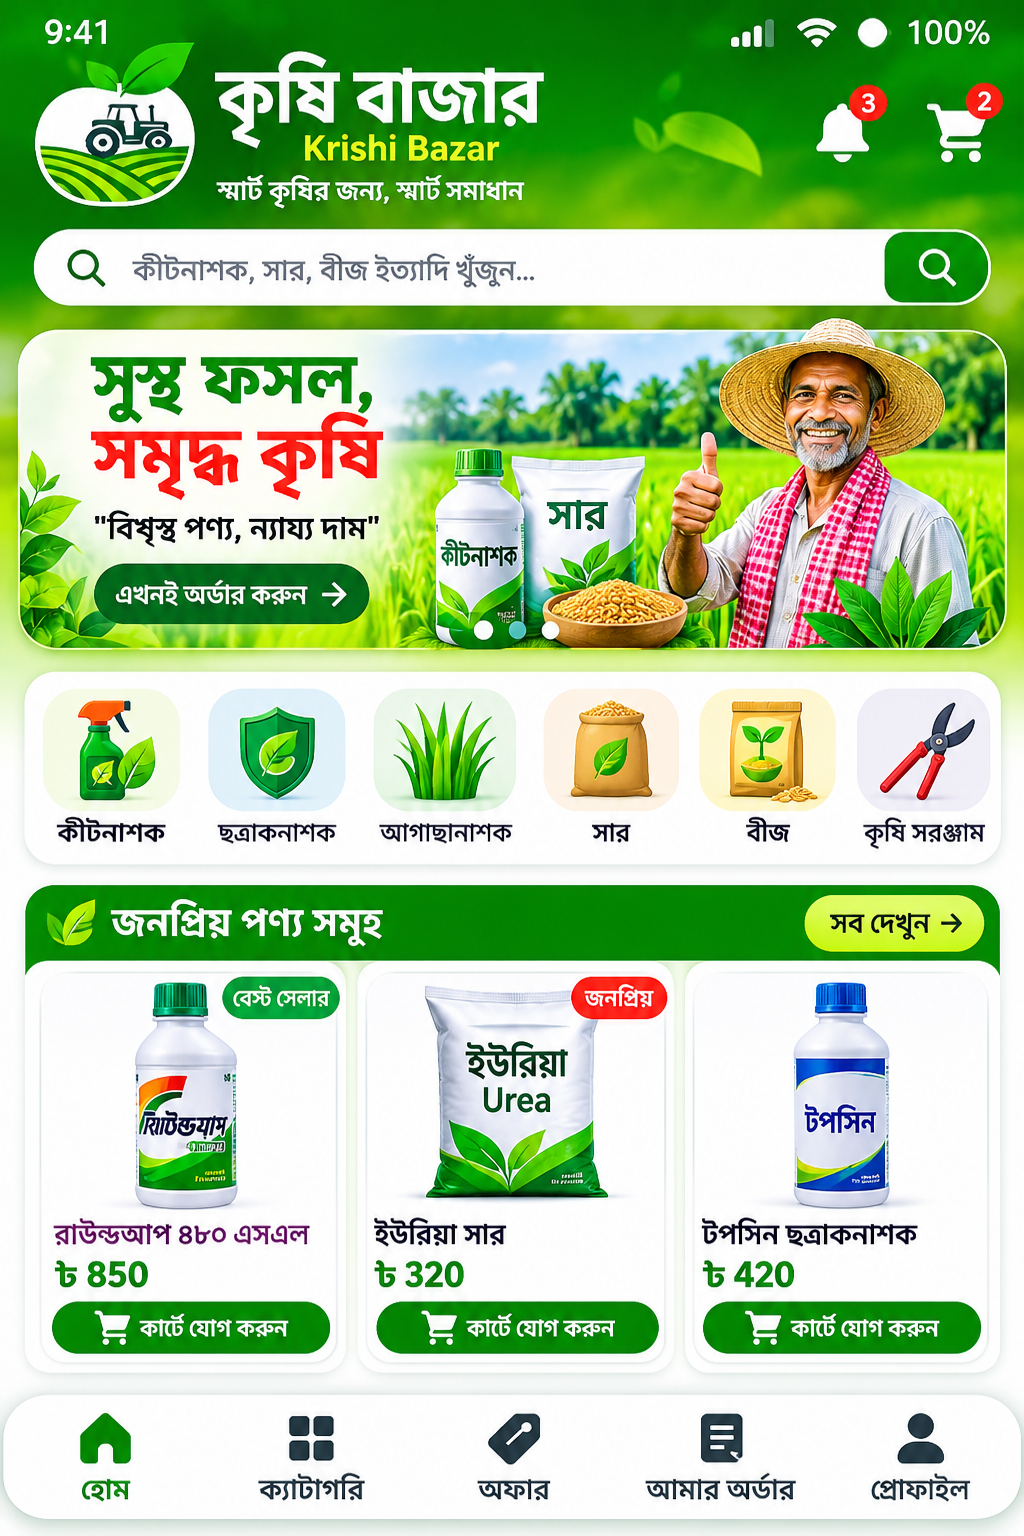 9:41
100%
কৃষি বাজার
Krishi Bazar
স্মার্ট কৃষির জন্য, স্মার্ট সমাধান
3
2
কীটনাশক, সার, বীজ ইত্যাদি খুঁজুন...
সুস্থ ফসল,
সমৃদ্ধ কৃষি
"বিশ্বস্ত পণ্য, ন্যায্য দাম"
এখনই অর্ডার করুন →
কীটনাশক
সার
কীটনাশক
ছত্রাকনাশক
আগাছানাশক
সার
বীজ
কৃষি সরঞ্জাম
জনপ্রিয় পণ্য সমুহ
সব দেখুন →
বেস্ট সেলার
জনপ্রিয়
ইউরিয়া
Urea
টপসিন
রাউন্ডআপ ৪৮০ এসএল
৳ 850
কার্টে যোগ করুন
ইউরিয়া সার
৳ 320
কার্টে যোগ করুন
টপসিন ছত্রাকনাশক
৳ 420
কার্টে যোগ করুন
হোম
ক্যাটাগরি
অফার
আমার অর্ডার
প্রোফাইল